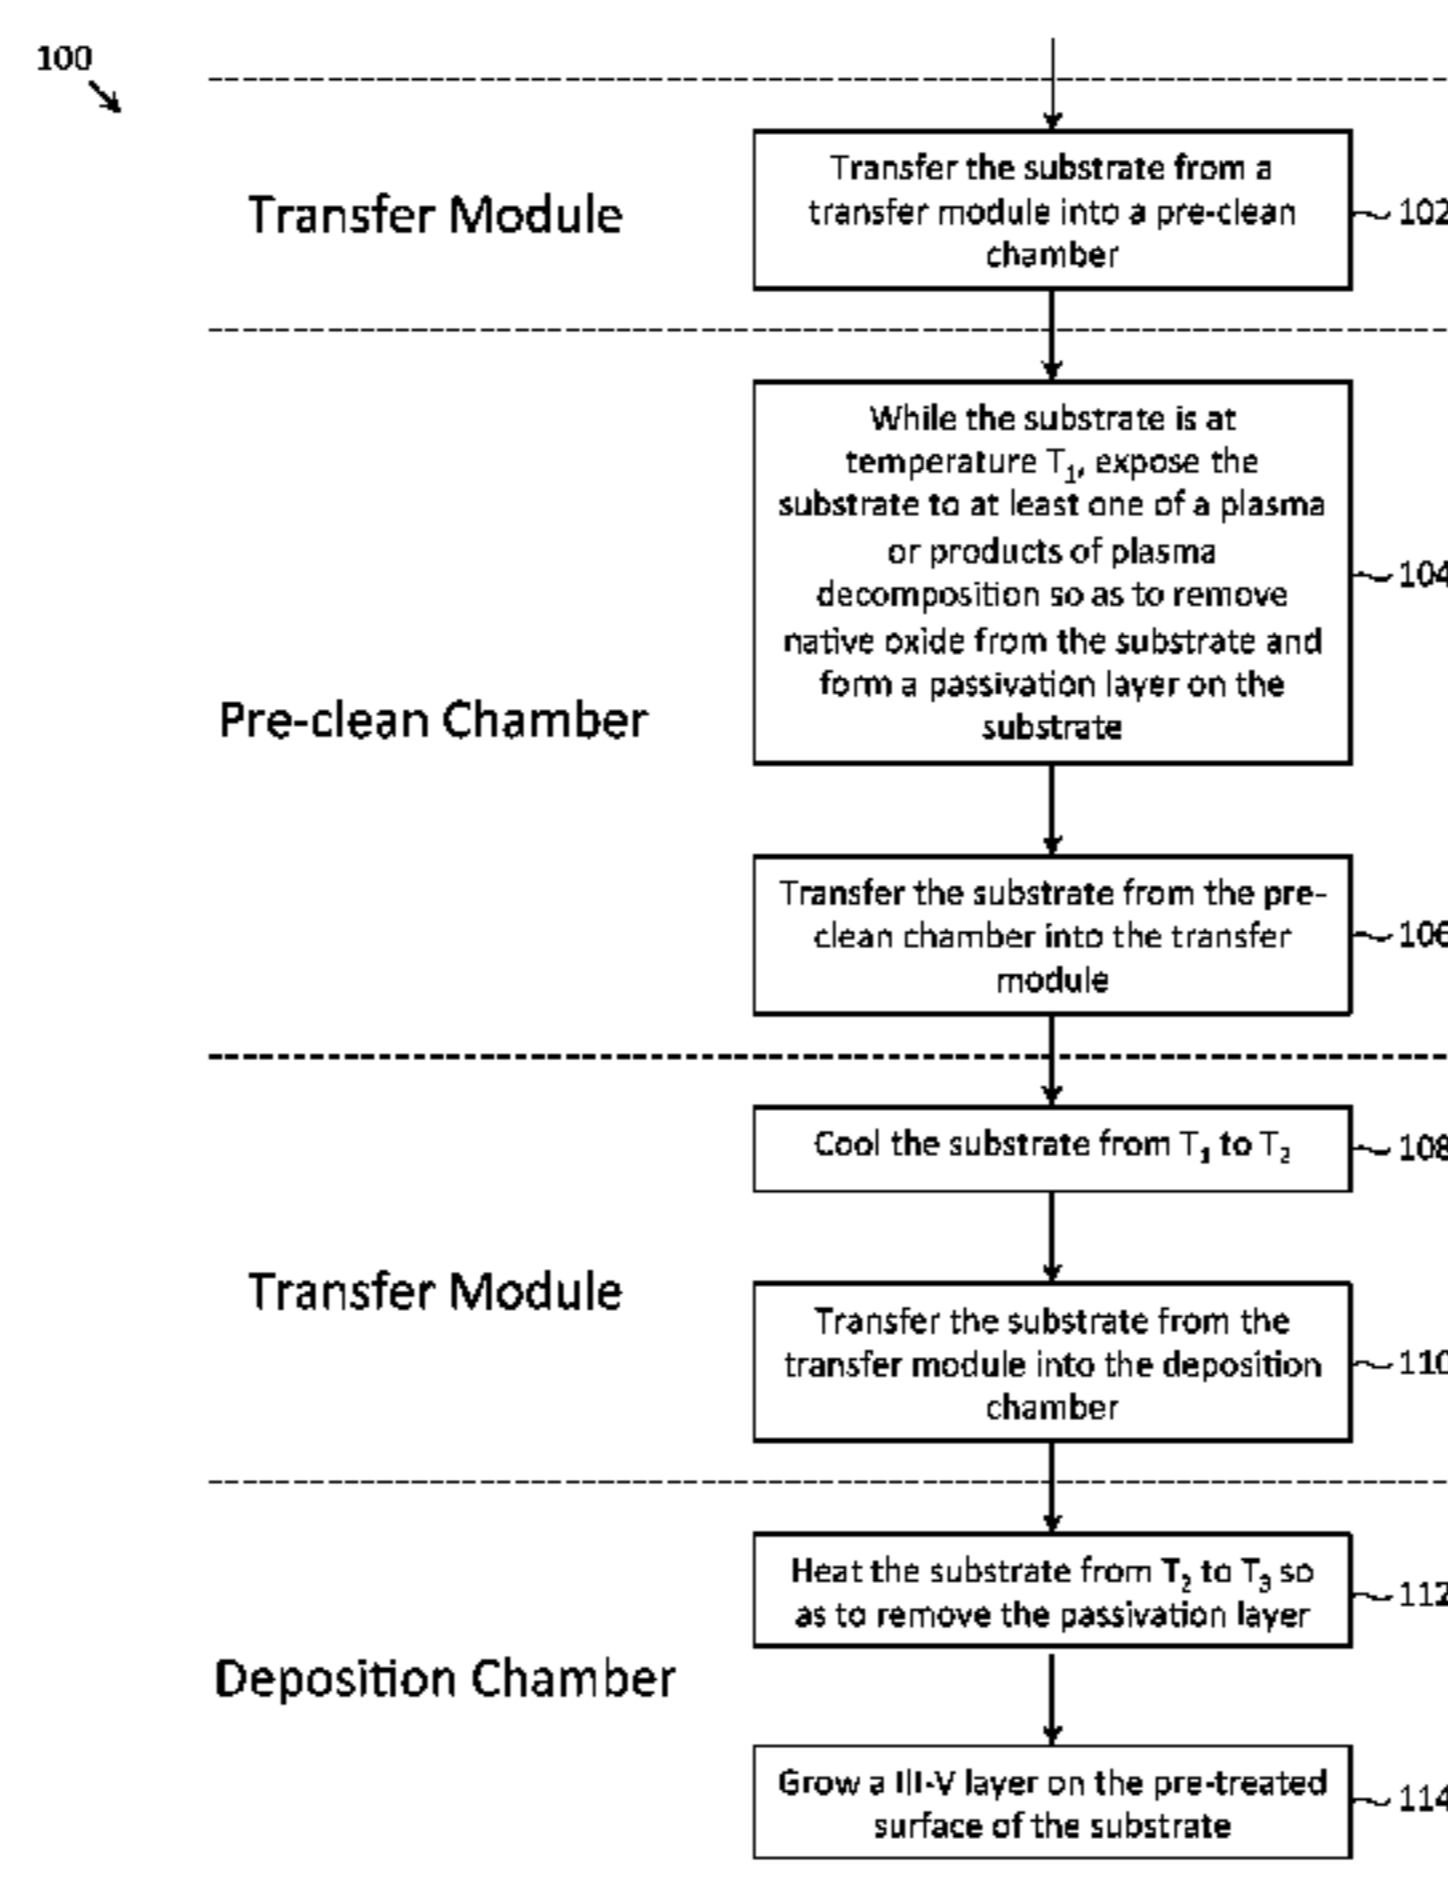 100
Transfer Module
Transfer the substrate from a
transfer module into a pre-clean
chamber
102
Pre-clean Chamber
While the substrate is at
temperature T₁, expose the
substrate to at least one of a plasma
or products of plasma
decomposition so as to remove
native oxide from the substrate and
form a passivation layer on the
substrate
104
Transfer the substrate from the pre-
clean chamber into the transfer
module
106
Transfer Module
Cool the substrate from T₁ to T₂
108
Transfer the substrate from the
transfer module into the deposition
chamber
110
Deposition Chamber
Heat the substrate from T₂ to T₃ so
as to remove the passivation layer
112
Grow a III-V layer on the pre-treated
surface of the substrate
114